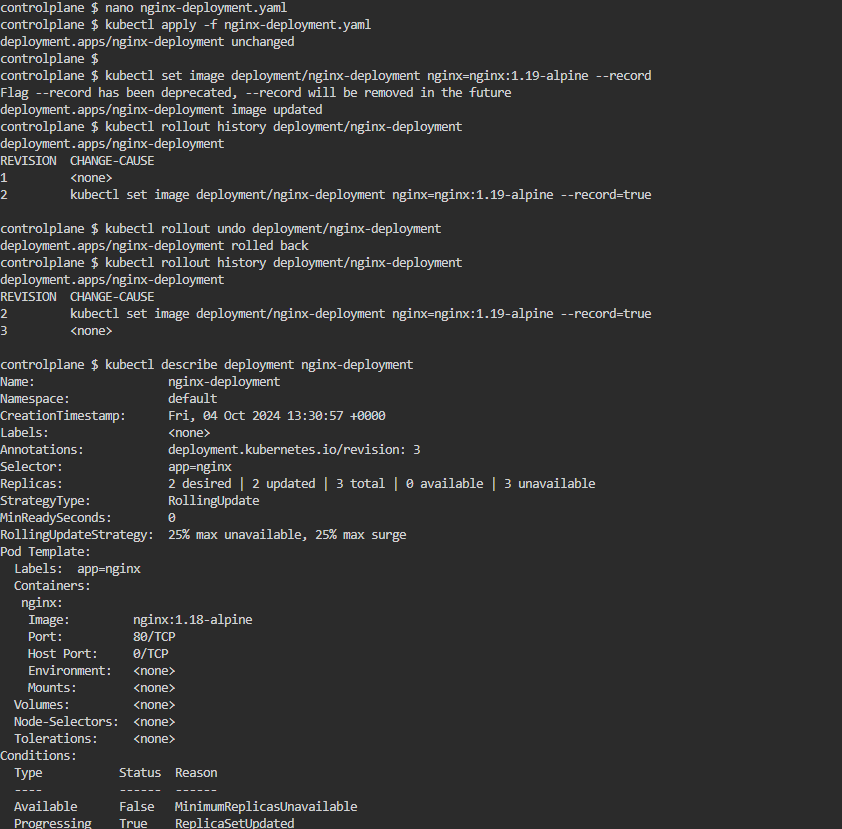 controlplane $ nano nginx-deployment.yaml
controlplane $ kubectl apply -f nginx-deployment.yaml
deployment.apps/nginx-deployment unchanged
controlplane $
controlplane $ kubectl set image deployment/nginx-deployment nginx=nginx:1.19-alpine --record
Flag --record has been deprecated, --record will be removed in the future
deployment.apps/nginx-deployment image updated
controlplane $ kubectl rollout history deployment/nginx-deployment
deployment.apps/nginx-deployment
REVISION  CHANGE-CAUSE
1         <none>
2         kubectl set image deployment/nginx-deployment nginx=nginx:1.19-alpine --record=true

controlplane $ kubectl rollout undo deployment/nginx-deployment
deployment.apps/nginx-deployment rolled back
controlplane $ kubectl rollout history deployment/nginx-deployment
deployment.apps/nginx-deployment
REVISION  CHANGE-CAUSE
2         kubectl set image deployment/nginx-deployment nginx=nginx:1.19-alpine --record=true
3         <none>

controlplane $ kubectl describe deployment nginx-deployment
Name:                   nginx-deployment
Namespace:              default
CreationTimestamp:      Fri, 04 Oct 2024 13:30:57 +0000
Labels:                 <none>
Annotations:            deployment.kubernetes.io/revision: 3
Selector:               app=nginx
Replicas:               2 desired | 2 updated | 3 total | 0 available | 3 unavailable
StrategyType:           RollingUpdate
MinReadySeconds:        0
RollingUpdateStrategy:  25% max unavailable, 25% max surge
Pod Template:
  Labels:  app=nginx
  Containers:
   nginx:
    Image:         nginx:1.18-alpine
    Port:          80/TCP
    Host Port:     0/TCP
    Environment:   <none>
    Mounts:        <none>
  Volumes:         <none>
  Node-Selectors:  <none>
  Tolerations:     <none>
Conditions:
  Type           Status  Reason
  ----           ------  ------
  Available      False   MinimumReplicasUnavailable
  Progressing    True    ReplicaSetUpdated